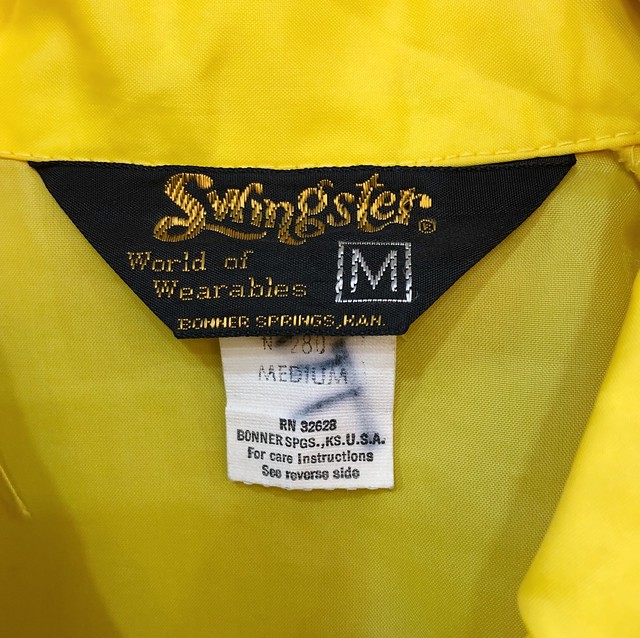 Swingster®
World of
Wearables
M
BONNER SPRINGS, KAN.
N-280
MEDIUM
RN 32628
BONNER SPGS.,KS.U.S.A.
For care instructions
See reverse side